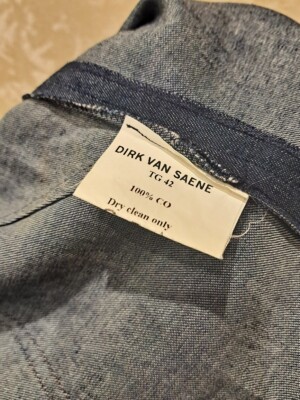 DIRK VAN SAENE
TG 42
100% CO
Dry clean only